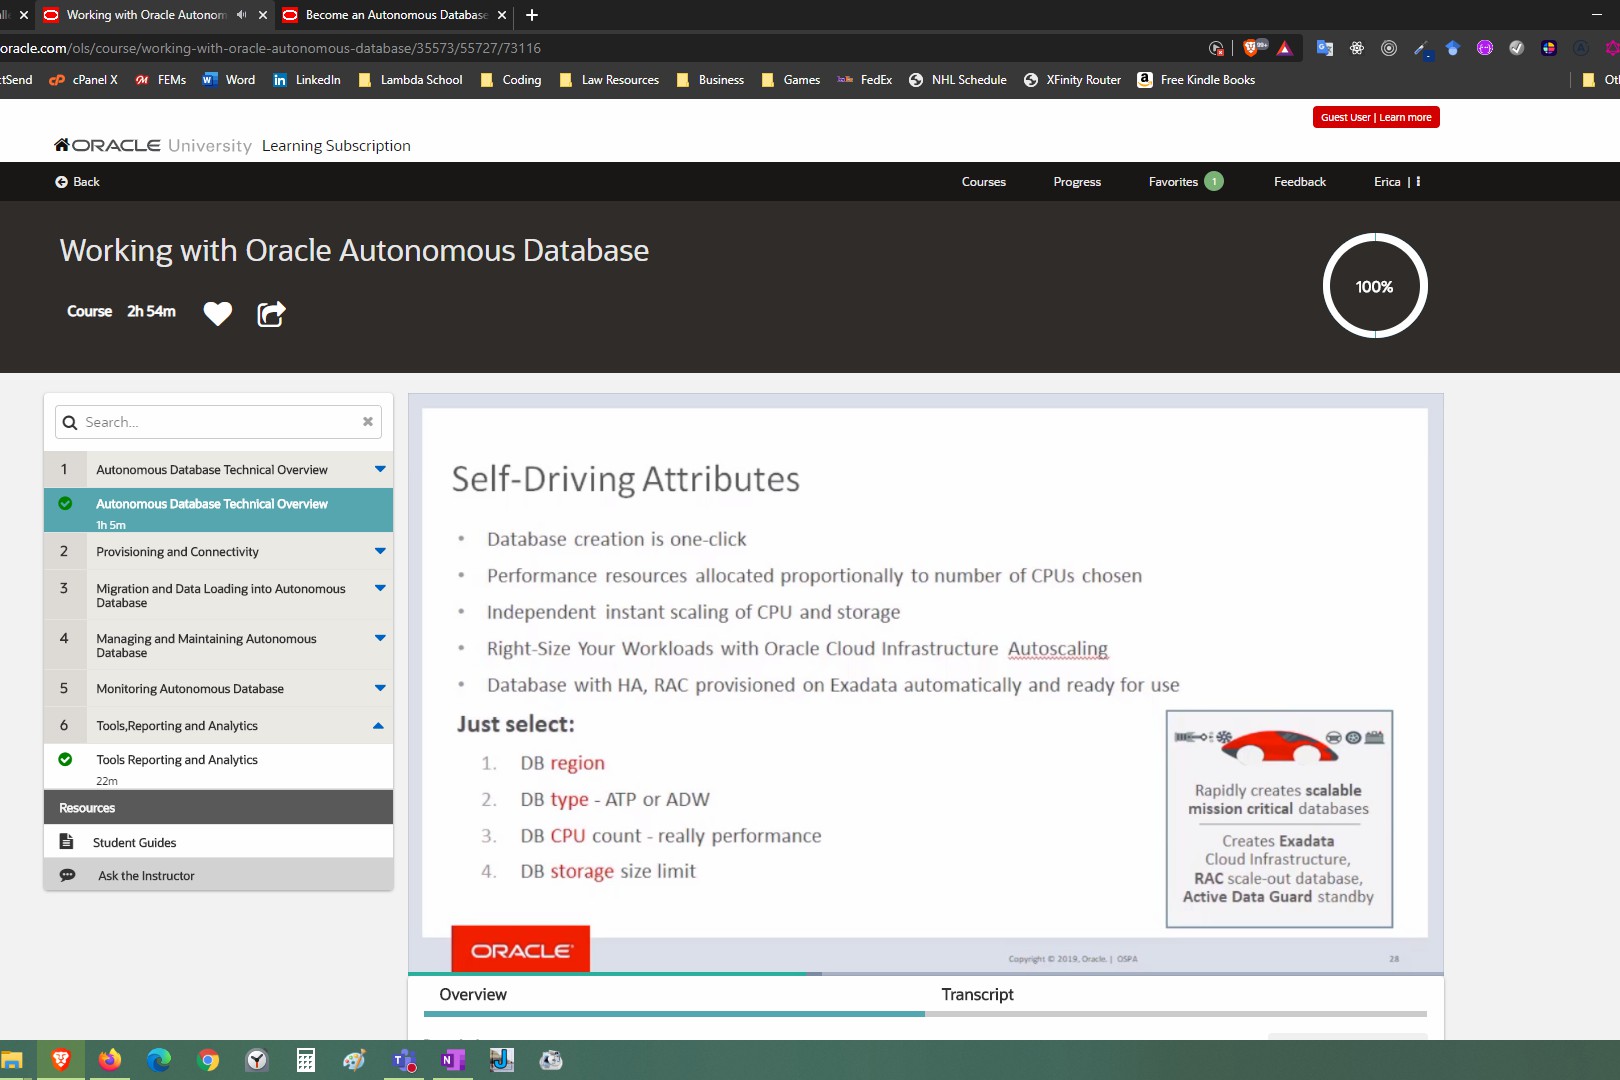 Working with Oracle Autonom
Become an Autonomous Database
oracle.com/ols/course/working-with-oracle-autonomous-database/35573/55727/73116
99+
ctSend
cPanel X
FEMs
Word
LinkedIn
Lambda School
Coding
Law Resources
Business
Games
FedEx
NHL Schedule
XFinity Router
Free Kindle Books
Guest User | Learn more
ORACLE University Learning Subscription
Back
Courses
Progress
Favorites 1
Feedback
Erica |
Working with Oracle Autonomous Database
Course 2h 54m
100%
Search...
1 Autonomous Database Technical Overview
Autonomous Database Technical Overview
1h 5m
2 Provisioning and Connectivity
3 Migration and Data Loading into Autonomous
Database
4 Managing and Maintaining Autonomous
Database
5 Monitoring Autonomous Database
6 Tools,Reporting and Analytics
Tools Reporting and Analytics
22m
Resources
Student Guides
Ask the Instructor
Self-Driving Attributes
• Database creation is one-click
• Performance resources allocated proportionally to number of CPUs chosen
• Independent instant scaling of CPU and storage
• Right-Size Your Workloads with Oracle Cloud Infrastructure Autoscaling
• Database with HA, RAC provisioned on Exadata automatically and ready for use
Just select:
1. DB region
2. DB type - ATP or ADW
3. DB CPU count - really performance
4. DB storage size limit
Rapidly creates scalable
mission critical databases
Creates Exadata
Cloud Infrastructure,
RAC scale-out database,
Active Data Guard standby
ORACLE
Copyright © 2019, Oracle. | OSPA
28
Overview
Transcript